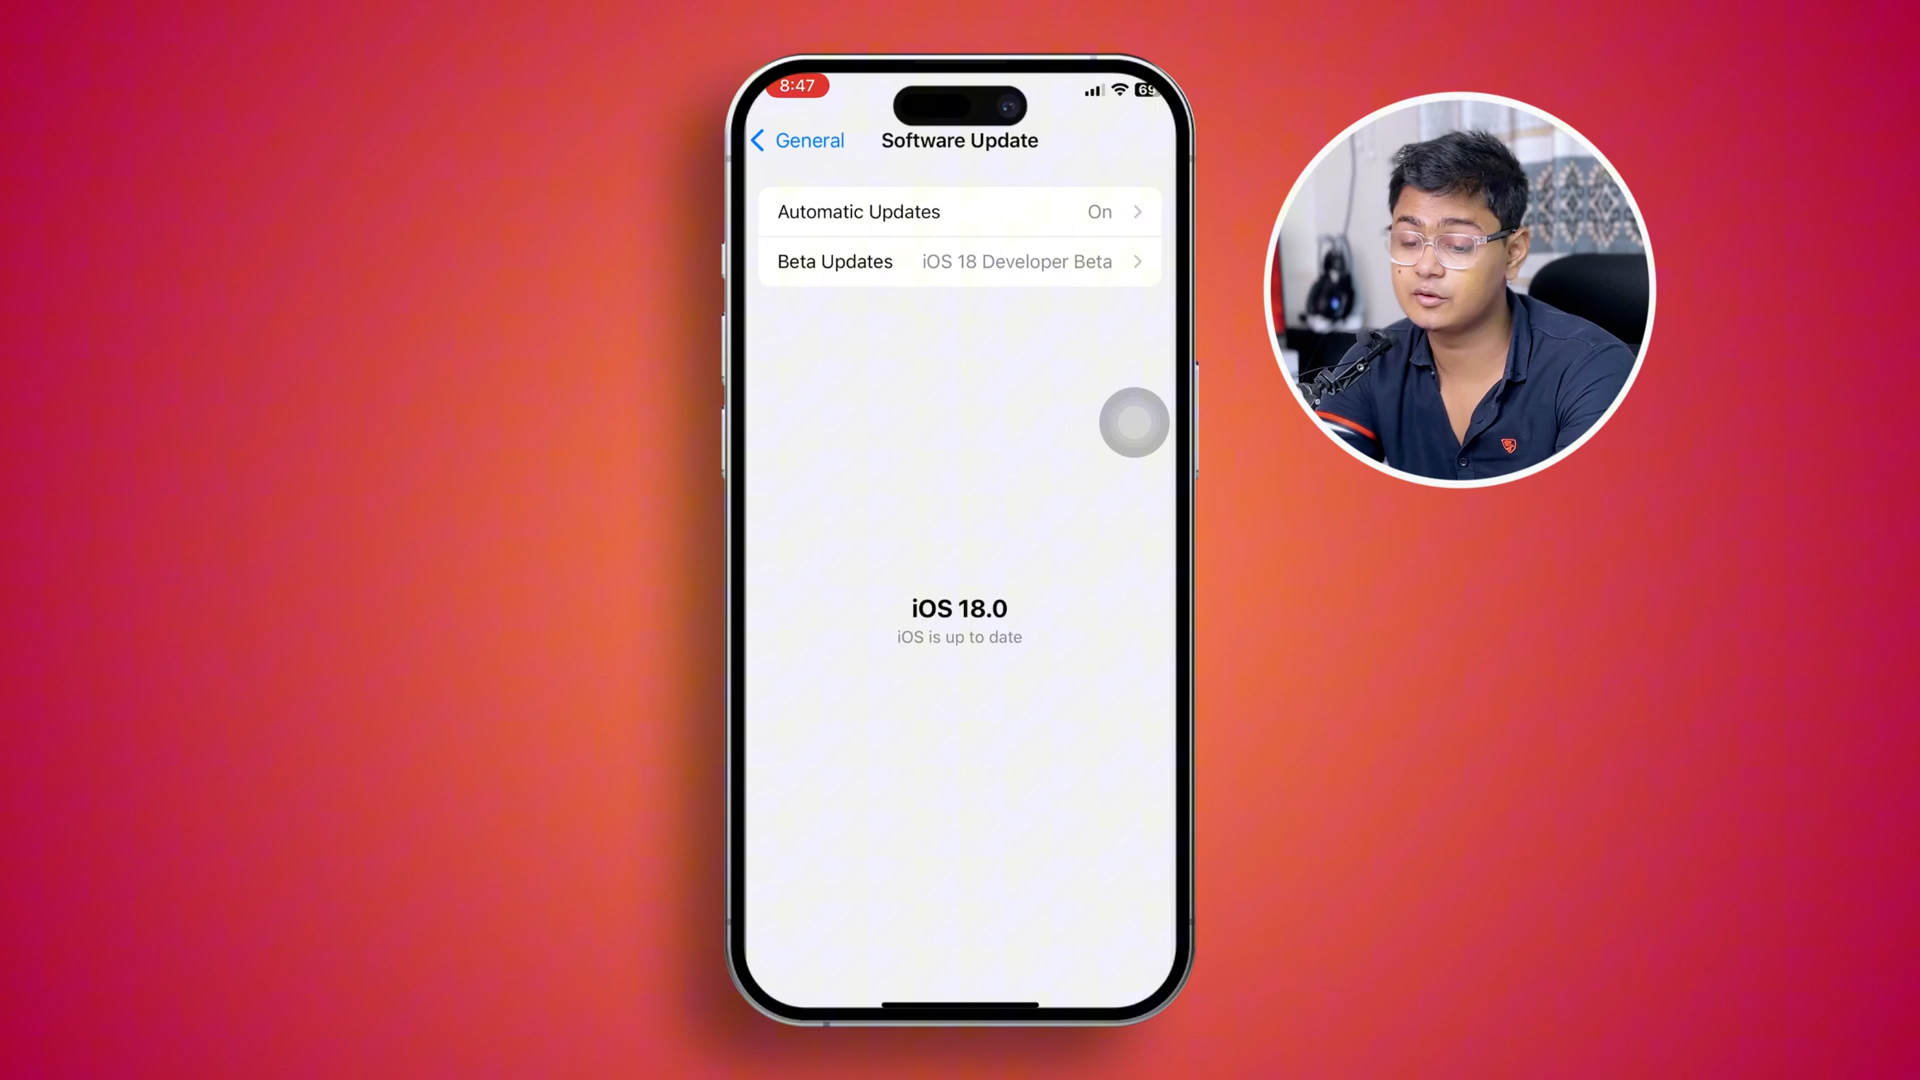 8:47
69
General
Software Update
Automatic Updates On
Beta Updates iOS 18 Developer Beta
iOS 18.0
iOS is up to date